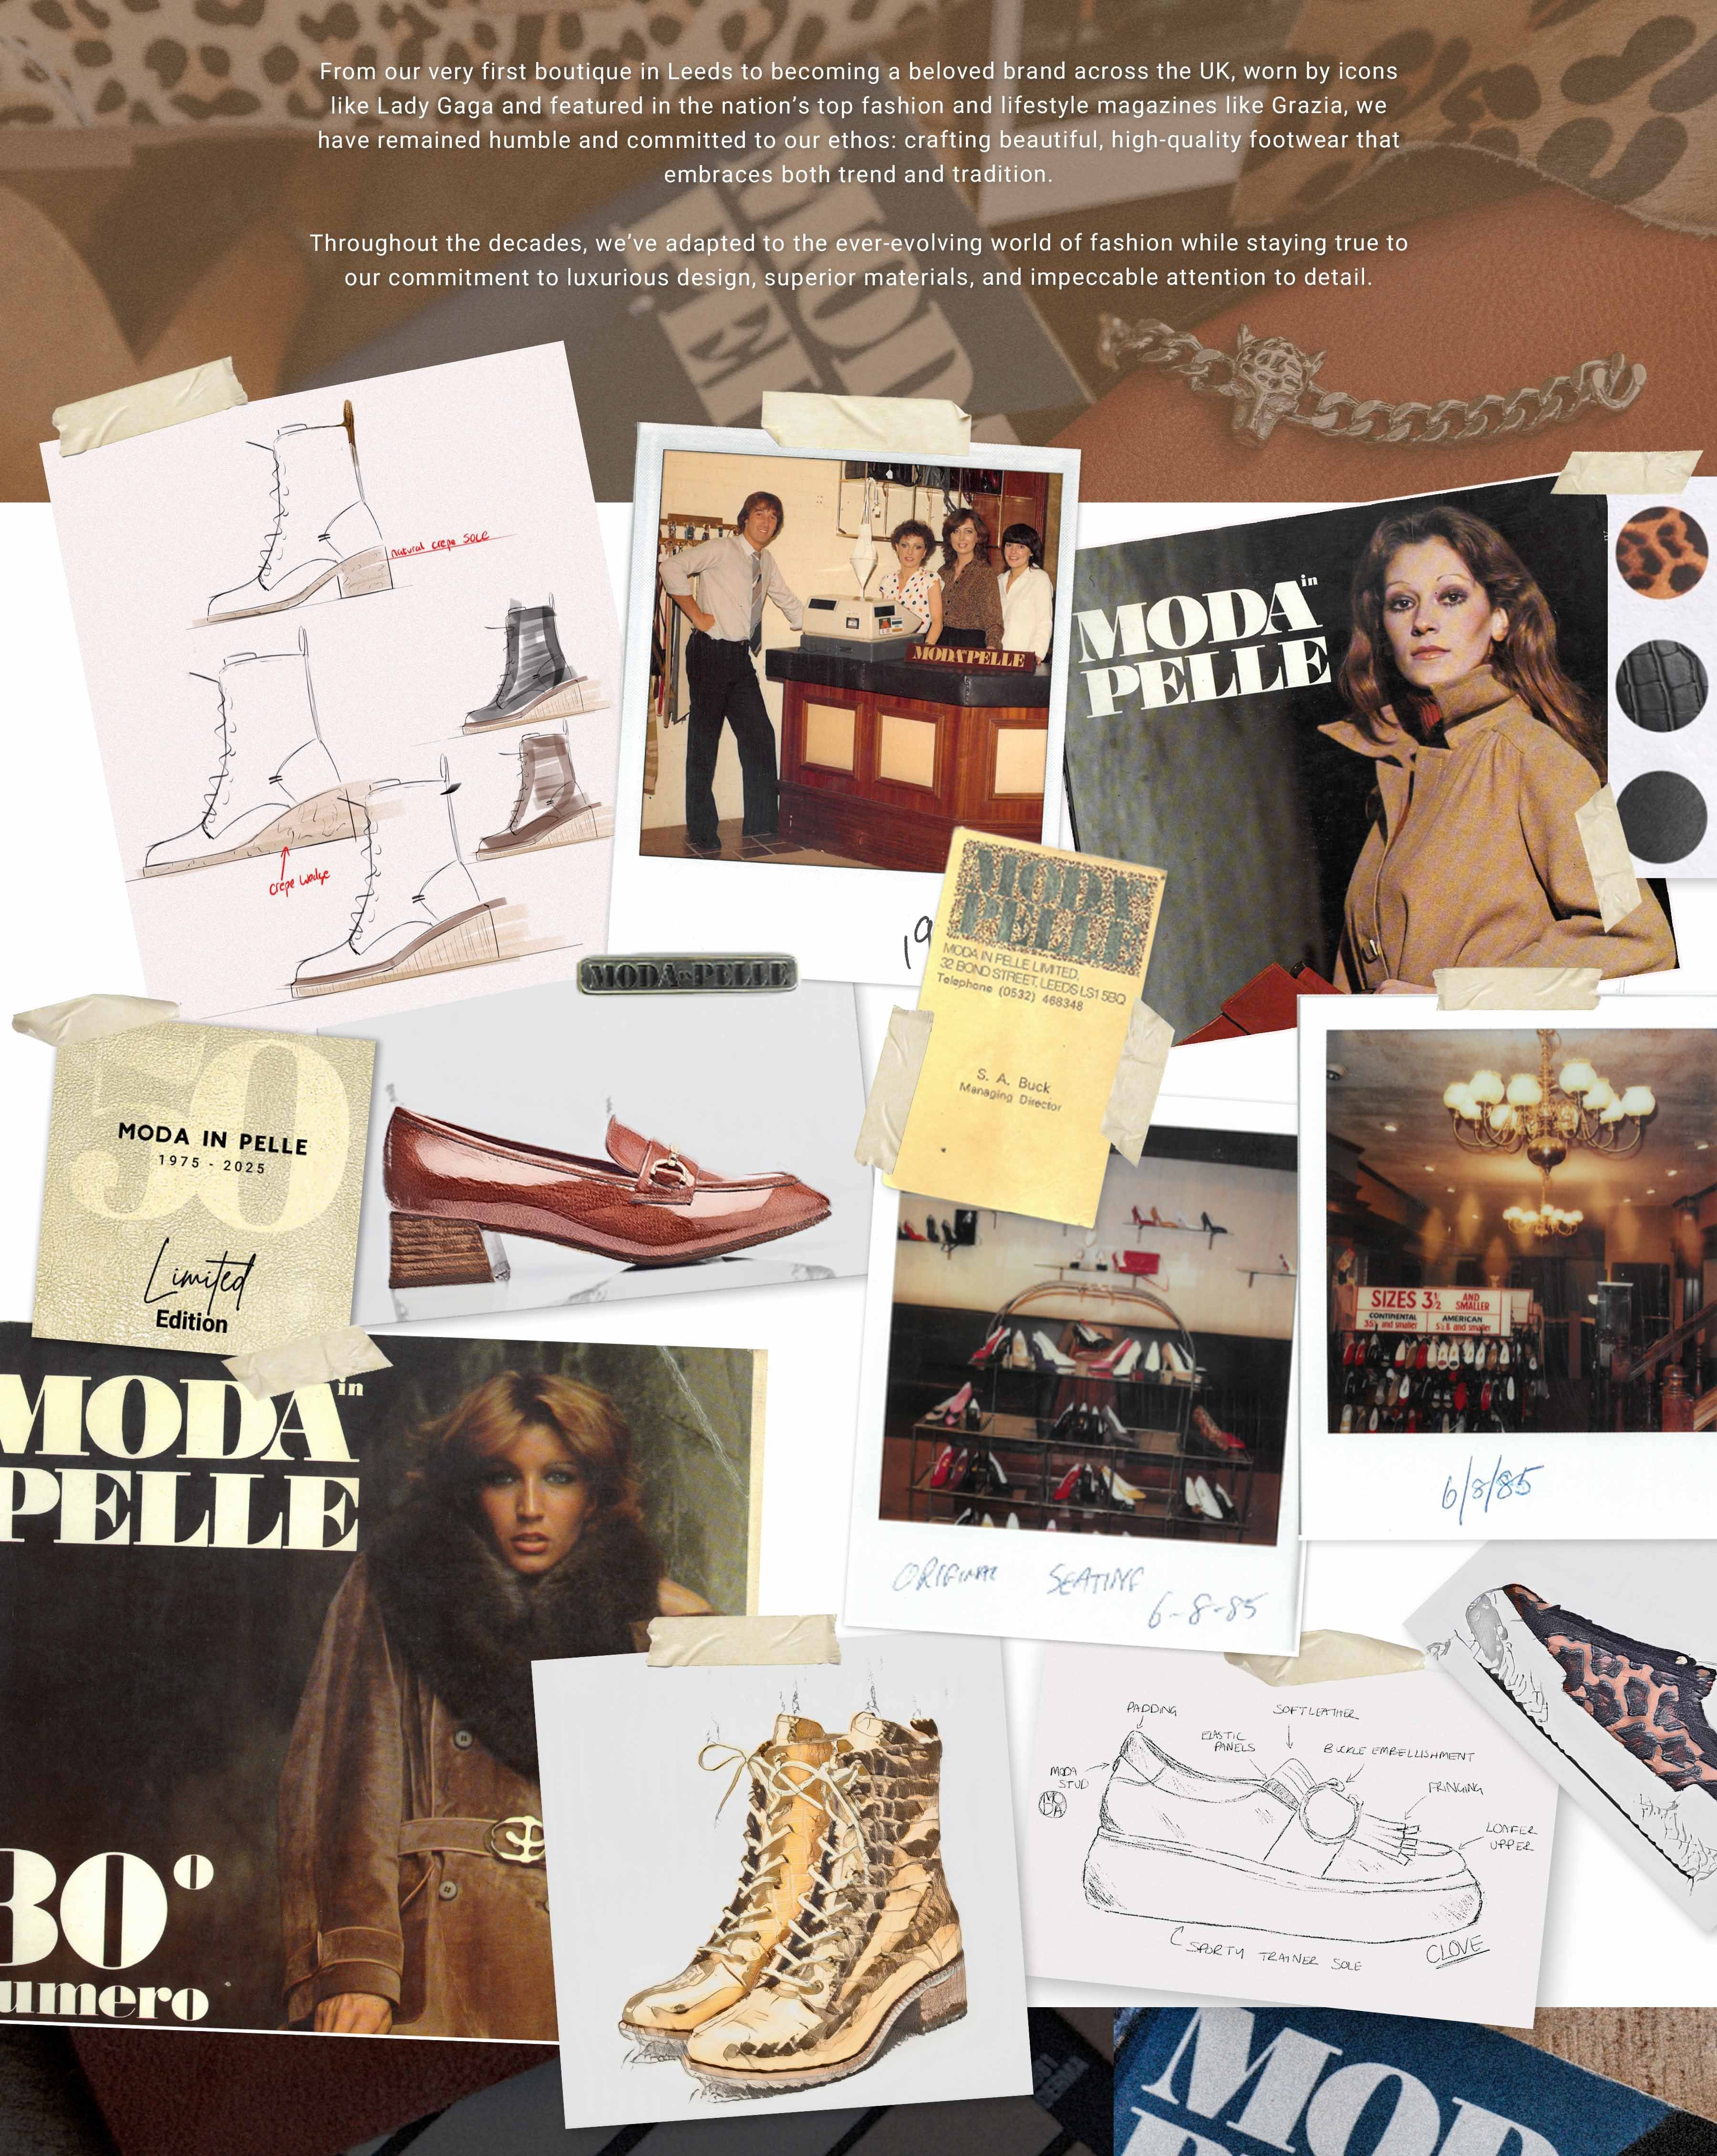 From our very first boutique in Leeds to becoming a beloved brand across the UK, worn by icons
like Lady Gaga and featured in the nation's top fashion and lifestyle magazines like Grazia, we
have remained humble and committed to our ethos: crafting beautiful, high-quality footwear that
embraces both trend and tradition.
Throughout the decades, we've adapted to the ever-evolving world of fashion while staying true to
our commitment to luxurious design, superior materials, and impeccable attention to detail.
natural crepe SOLE
crepe wedge
MODA in PELLE
19
MODA in
PELLE
MODA in
PELLE
MODA IN PELLE LIMITED,
32 BOND STREET, LEEDS LS1 5BQ
Telephone (0532) 468348
S. A. Buck
Managing Director
MODA in PELLE
50
MODA IN PELLE
1975 - 2025
Limited
Edition
SIZES 3½ AND SMALLER
CONTINENTAL
AMERICAN
6/8/85
ORIGINAL SEATING
6-8-85
MODA in
PELLE
30°
umero
PADDING
SOFT LEATHER
ELASTIC
PANELS
BUCKLE EMBELLISHMENT
MODA
STUD
MODA
FRINGING
LOAFER
UPPER
SPORTY TRAINER SOLE
CLOVE
MOD